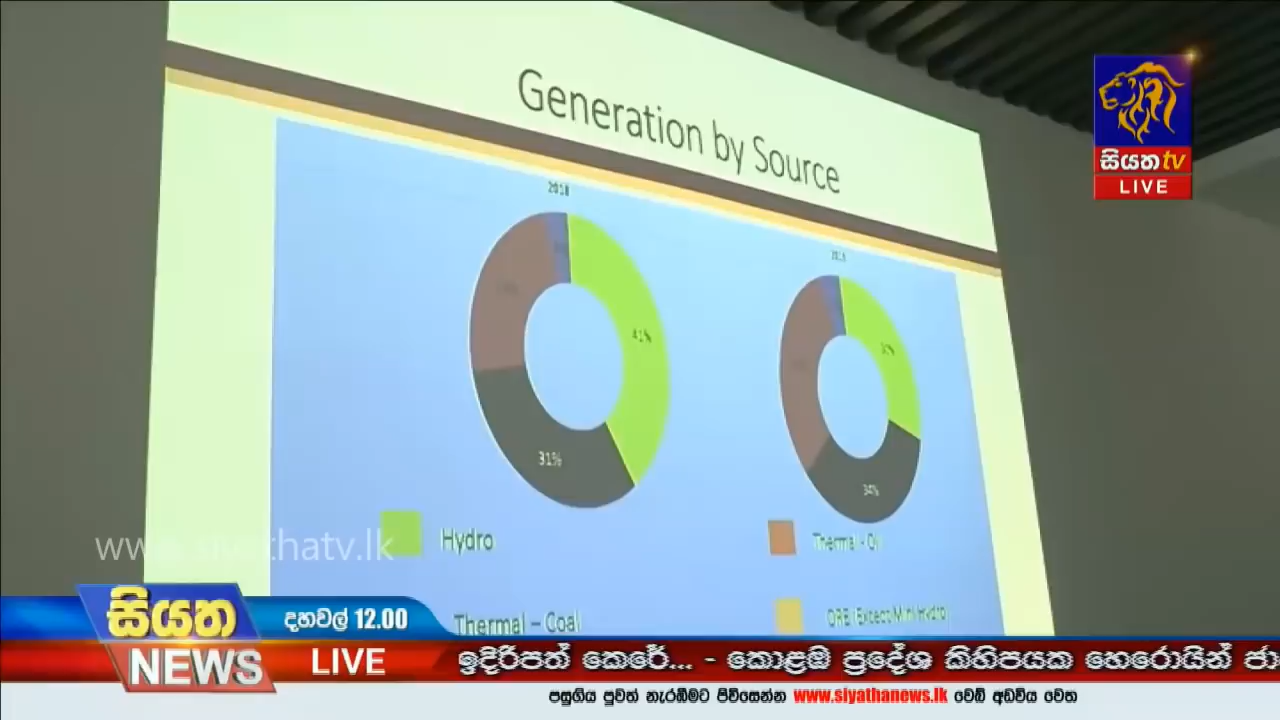 Generation by Source
2018
41%
31%
34%
Hydro
Thermal - Oil
Thermal – Coal
ORE (Except Mini Hydro)
සියත tv
LIVE
www.siyathatv.lk
සියත
NEWS
දහවල් 12.00
LIVE
ඉදිරිපත් කෙරේ... - කොළඹ ප්‍රදේශ කිහිපයක හෙරොයින් ජා
පසුගිය පුවත් නැරඹීමට පිවිසෙන්න www.siyathanews.lk වෙබ් අඩවිය වෙත